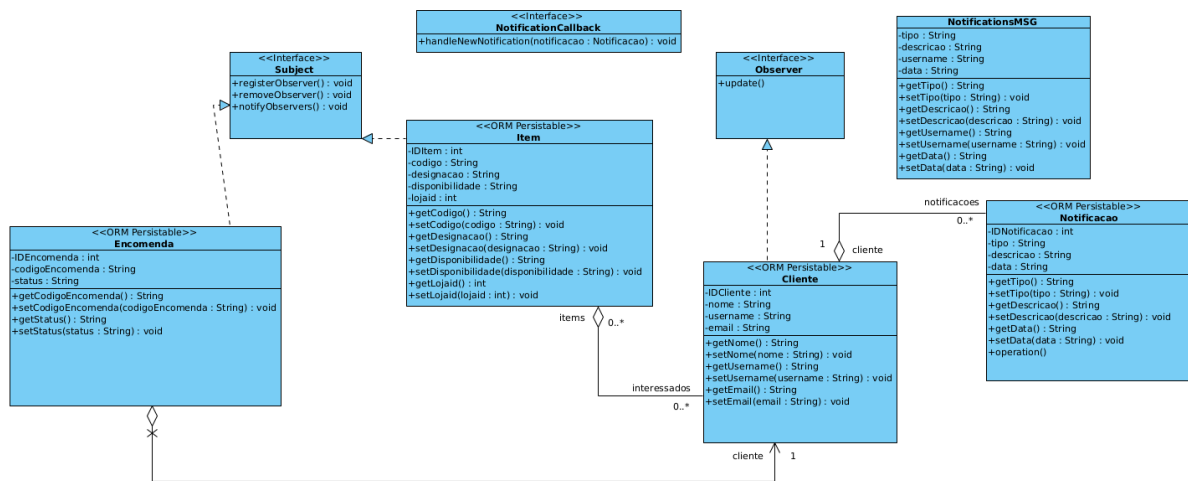 <<Interface>>
NotificationCallback
+handleNewNotification(notificacao : Notificacao) : void
<<Interface>>
Subject
+registerObserver() : void
+removeObserver() : void
+notifyObservers() : void
<<Interface>>
Observer
+update()
NotificationsMSG
-tipo : String
-descricao : String
-username : String
-data : String
+getTipo() : String
+setTipo(tipo : String) : void
+getDescricao() : String
+setDescricao(descricao : String) : void
+getUsername() : String
+setUsername(username : String) : void
+getData() : String
+setData(data : String) : void
<<ORM Persistable>>
Item
-IDItem : int
-codigo : String
-designacao : String
-disponibilidade : String
-lojaid : int
+getCodigo() : String
+setCodigo(codigo : String) : void
+getDesignacao() : String
+setDesignacao(designacao : String) : void
+getDisponibilidade() : String
+setDisponibilidade(disponibilidade : String) : void
+getLojaid() : int
+setLojaid(lojaid : int) : void
<<ORM Persistable>>
Encomenda
-IDEncomenda : int
-codigoEncomenda : String
-status : String
+getCodigoEncomenda() : String
+setCodigoEncomenda(codigoEncomenda : String) : void
+getStatus() : String
+setStatus(status : String) : void
notificacoes
0..*
1
cliente
<<ORM Persistable>>
Notificacao
-IDNotificacao : int
-tipo : String
-descricao : String
-data : String
+getTipo() : String
+setTipo(tipo : String) : void
+getDescricao() : String
+setDescricao(descricao : String) : void
+getData() : String
+setData(data : String) : void
+operation()
<<ORM Persistable>>
Cliente
-IDCliente : int
-nome : String
-username : String
-email : String
+getNome() : String
+setNome(nome : String) : void
+getUsername() : String
+setUsername(username : String) : void
+getEmail() : String
+setEmail(email : String) : void
items
0..*
interessados
0..*
cliente
1